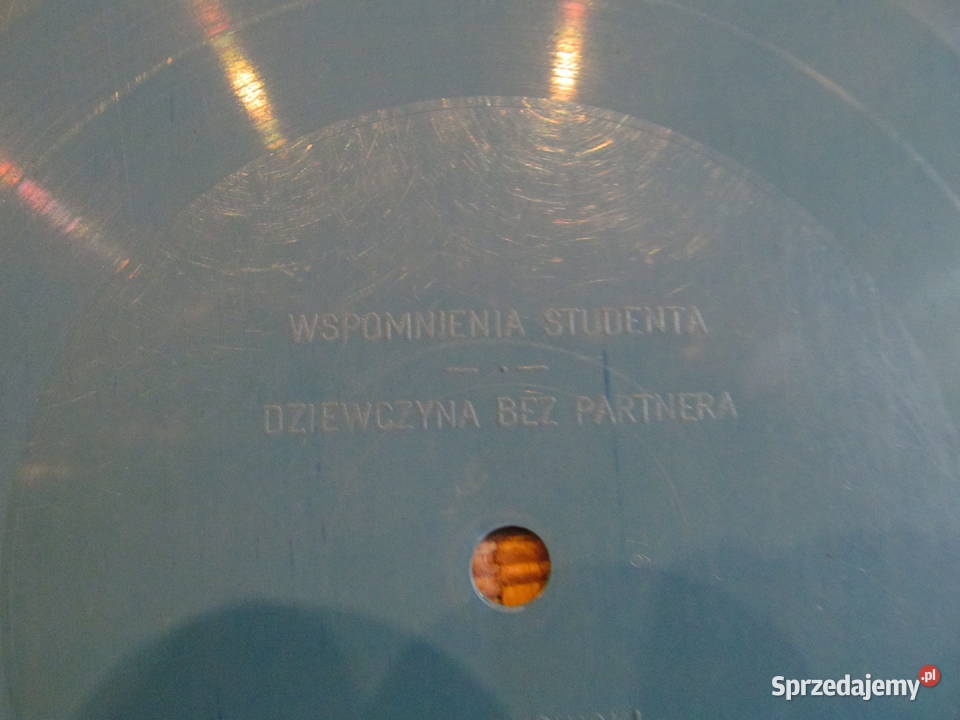 WSPOMNIENIA STUDENTA
— . —
DZIEWCZYNA BEZ PARTNERA
Sprzedajemy.pl